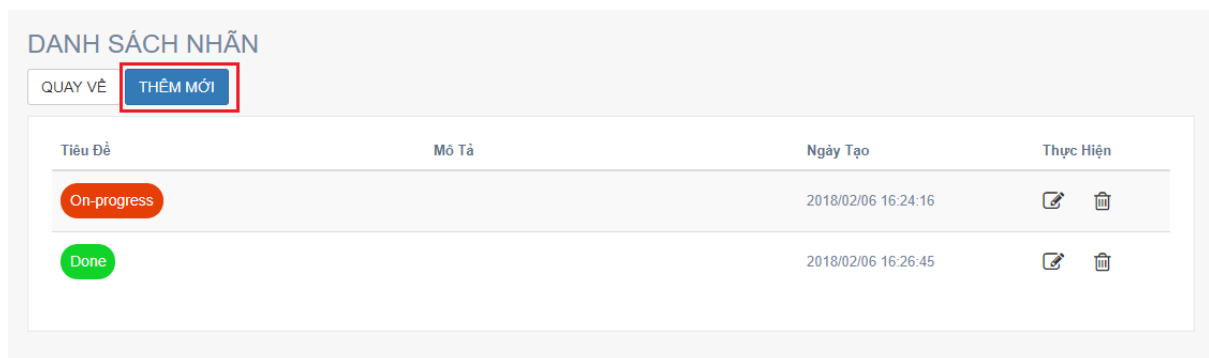 DANH SÁCH NHÃN
QUAY VỀ THÊM MỚI
Tiêu Đề Mô Tả Ngày Tạo Thực Hiện
On-progress 2018/02/06 16:24:16
Done 2018/02/06 16:26:45